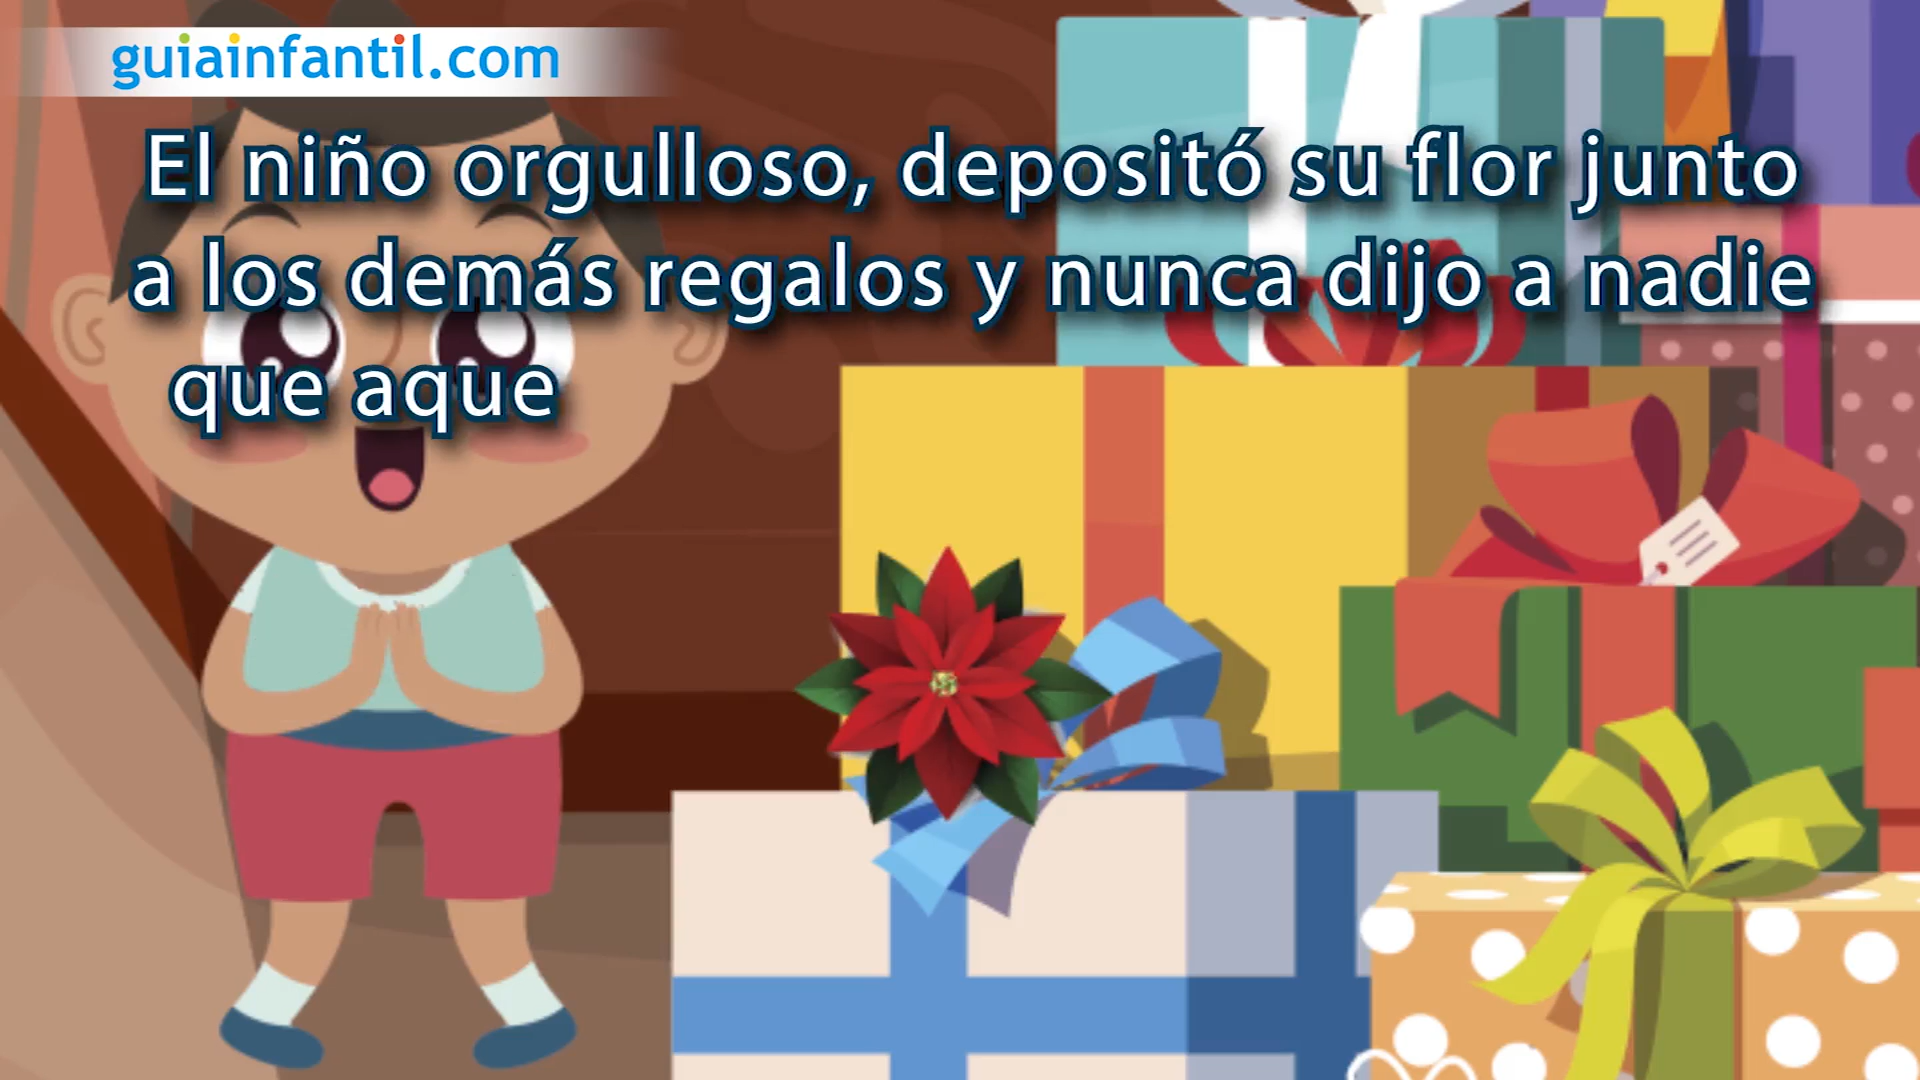 guiainfantil.com
El niño orgulloso, depositó su flor junto
a los demás regalos y nunca dijo a nadie
que aque